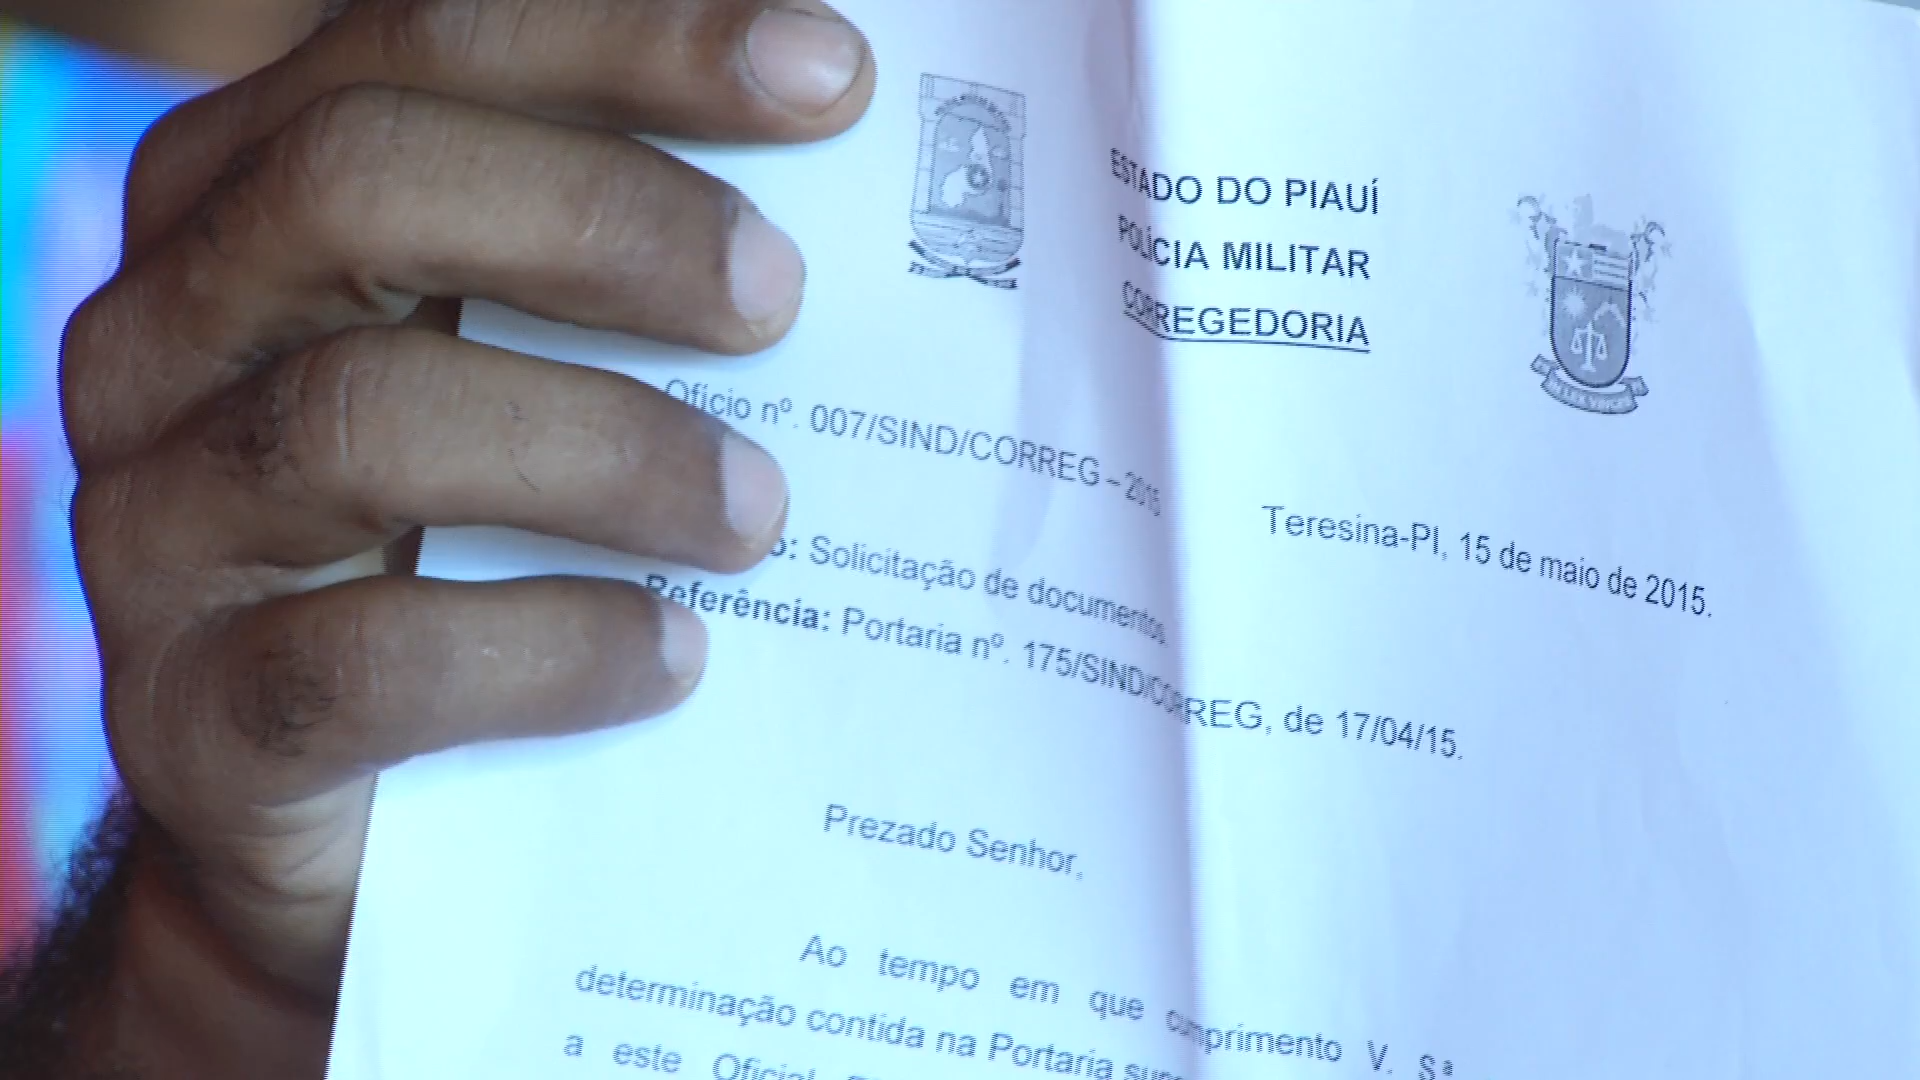 ESTADO DO PIAUÍ
POLÍCIA MILITAR
CORREGEDORIA
Ofício nº. 007/SIND/CORREG – 2015
Teresina-PI, 15 de maio de 2015.
o: Solicitação de documentos.
Referência: Portaria nº. 175/SIND/CORREG, de 17/04/15.
Prezado Senhor,
Ao tempo em que cumprimento V. Sª
determinação contida na Portaria
a este Oficial